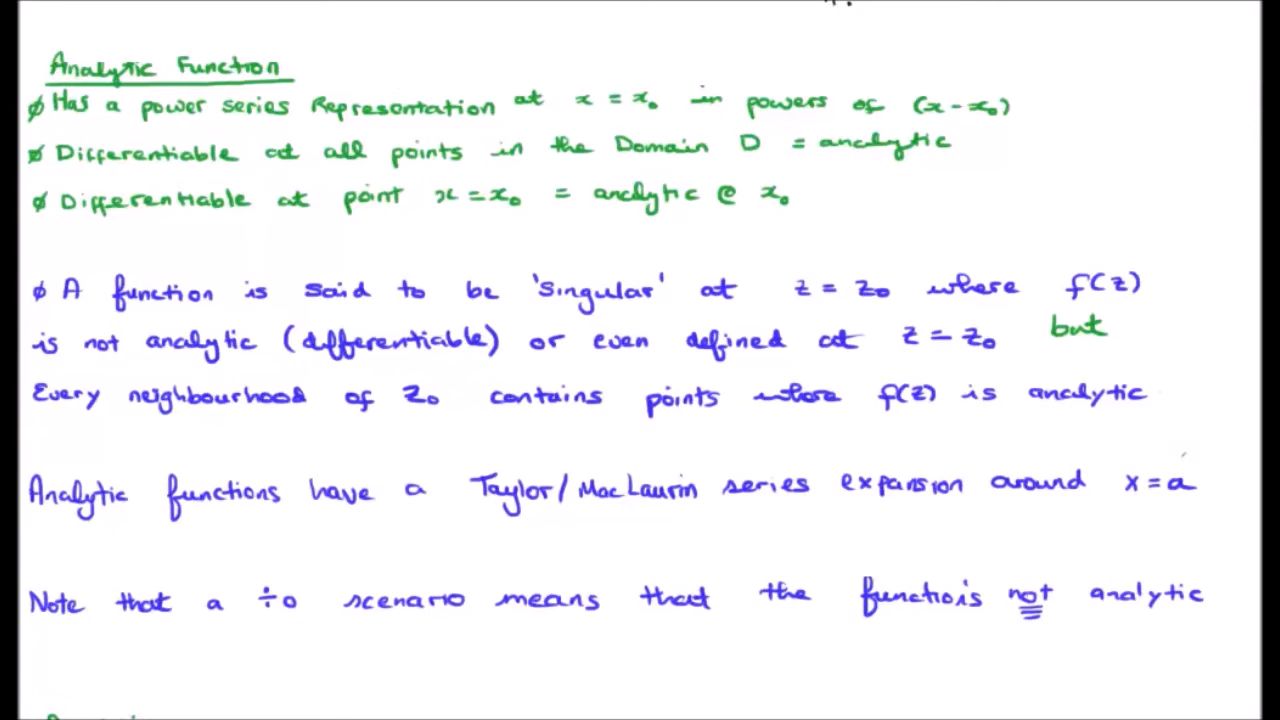 Analytic Function
ø Has a power series Representation at x = x₀ in powers of (x - x₀)
ø Differentiable at all points in the Domain D = analytic
ø Differentiable at point x = x₀ = analytic @ x₀
ø A function is said to be 'singular' at z = z₀ where f(z)
is not analytic (differentiable) or even defined at z = z₀ but
Every neighbourhood of z₀ contains points where f(z) is analytic
Analytic functions have a Taylor/MacLaurin series expansion around x = a
Note that a ÷0 scenario means that the function is not analytic